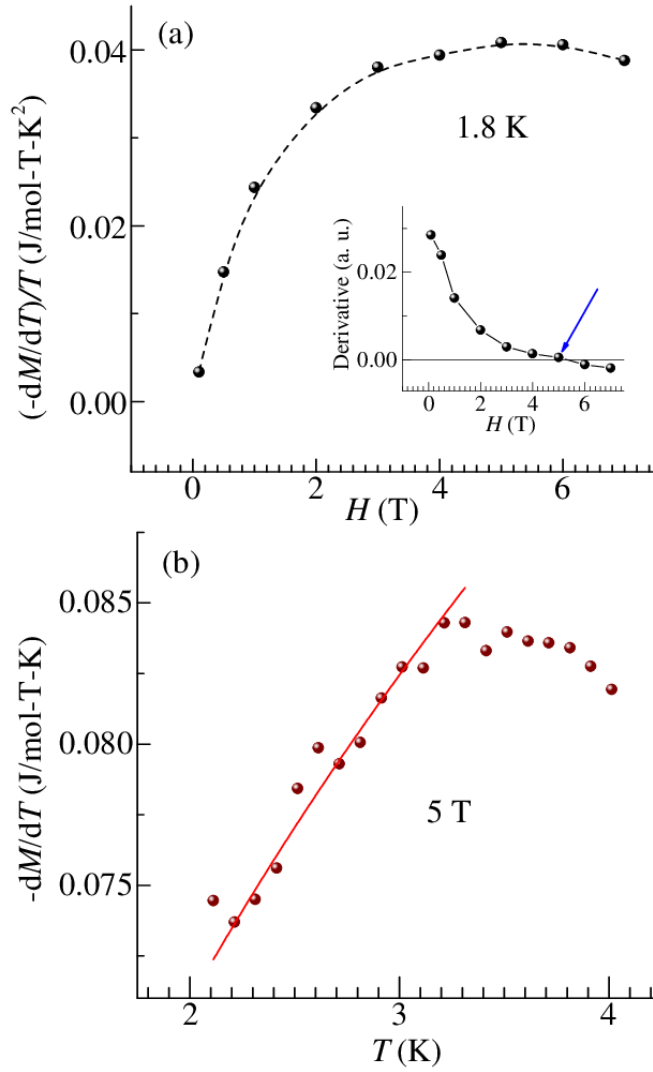 (a)
0.04
0.02
0.00
(-dM/dT)/T (J/mol-T-K²)
1.8 K
0.02
0.00
Derivative (a. u.)
0 2 4 6
H (T)
0 2 4 6
H (T)
(b)
0.085
0.080
0.075
-dM/dT (J/mol-T-K)
5 T
2 3 4
T (K)